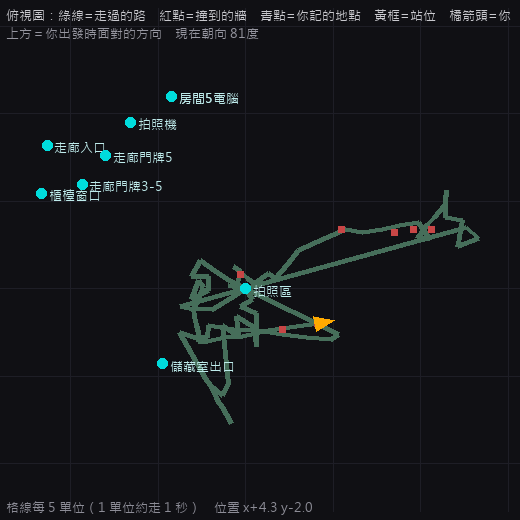 俯視圖：綠線=走過的路　紅點=撞到的牆　青點=你記的地點　黃框=站位　橘箭頭=你
上方=你出發時面對的方向　現在朝向 81度
房間5電腦
拍照機
走廊入口
走廊門牌5
走廊門牌3-5
櫃檯窗口
拍照區
儲藏室出口
格線每 5 單位（1 單位約走 1 秒）　位置 x+4.3 y-2.0